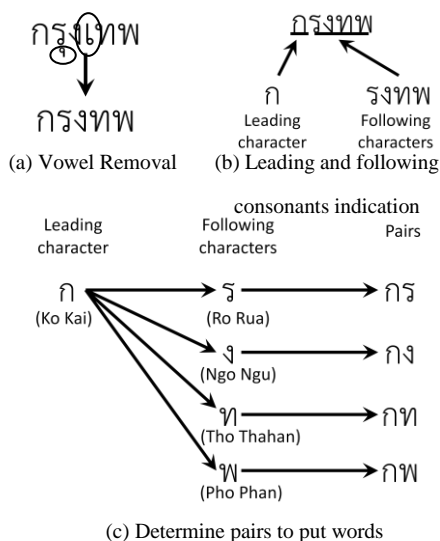 กรุงเทพ
กรงทพ
(a) Vowel Removal
กรงทพ
ก
รงทพ
Leading
character
Following
characters
(b) Leading and following
consonants indication
Leading
character
Following
characters
Pairs
ก
ร
กร
(Ko Kai)
(Ro Rua)
ง
กง
(Ngo Ngu)
ท
กท
(Tho Thahan)
พ
กพ
(Pho Phan)
(c) Determine pairs to put words